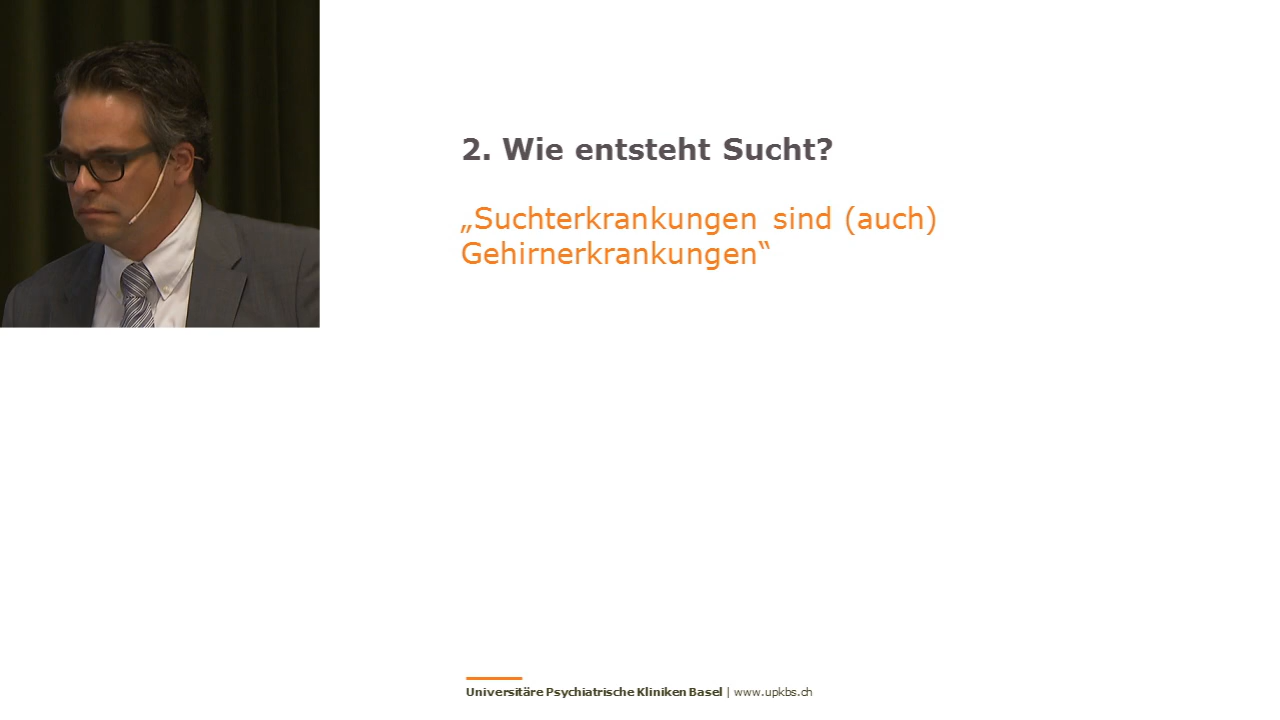 2. Wie entsteht Sucht?
„Suchterkrankungen sind (auch)
Gehirnerkrankungen“
Universitäre Psychiatrische Kliniken Basel | www.upkbs.ch